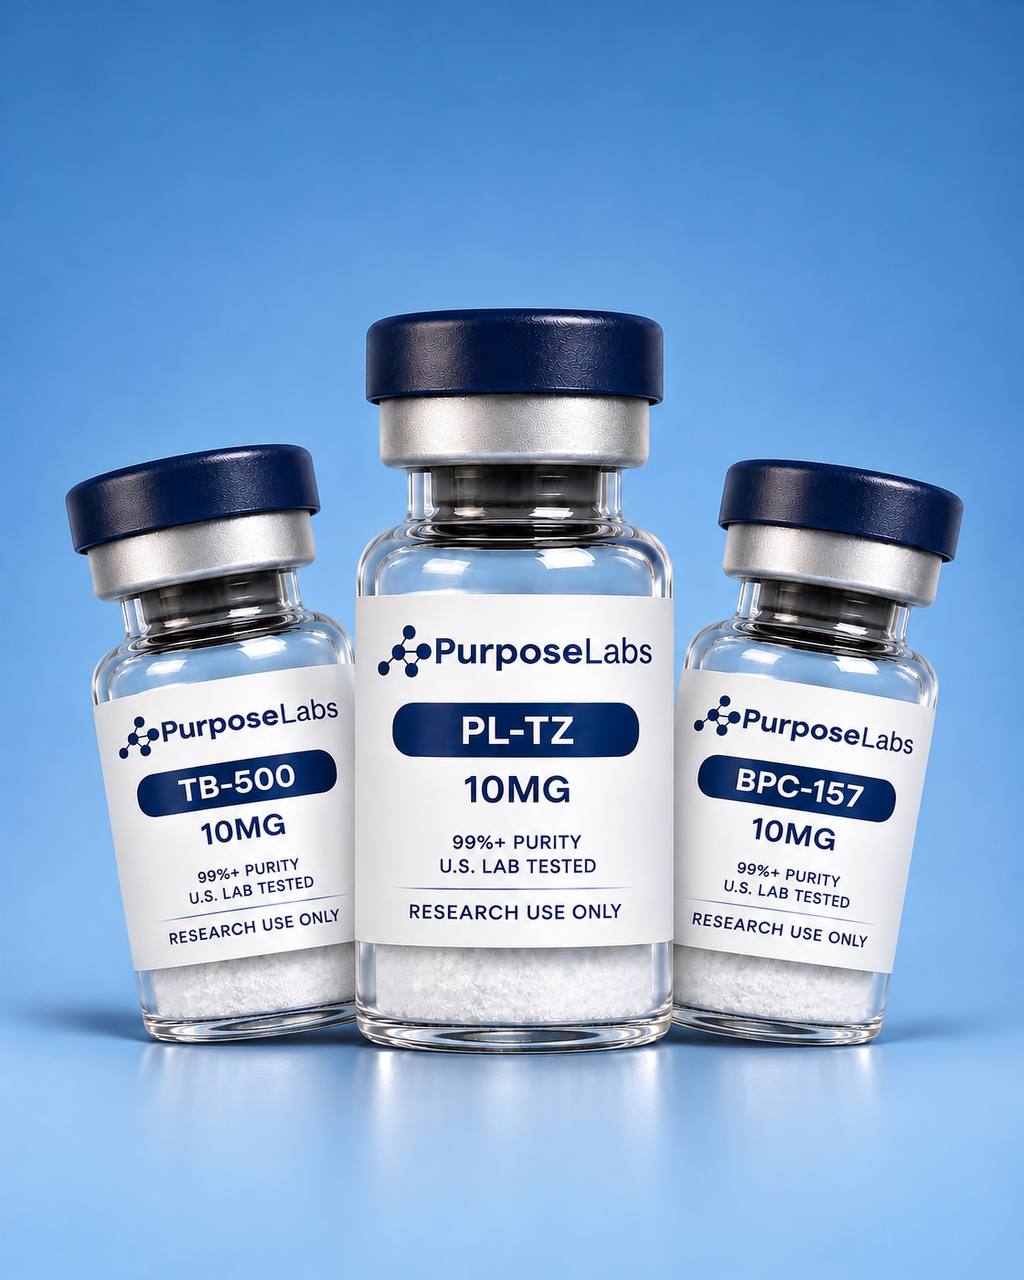 PurposeLabs
TB-500
10MG
99%+ PURITY
U.S. LAB TESTED
RESEARCH USE ONLY
PurposeLabs
PL-TZ
10MG
99%+ PURITY
U.S. LAB TESTED
RESEARCH USE ONLY
PurposeLabs
BPC-157
10MG
99%+ PURITY
U.S. LAB TESTED
RESEARCH USE ONLY